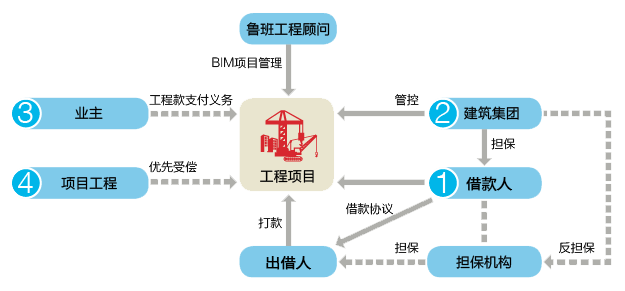 鲁班工程顾问
BIM项目管理
3 业主
工程款支付义务
管控
2 建筑集团
担保
工程项目
4 项目工程
优先受偿
1 借款人
借款协议
打款
出借人
担保
担保机构
反担保